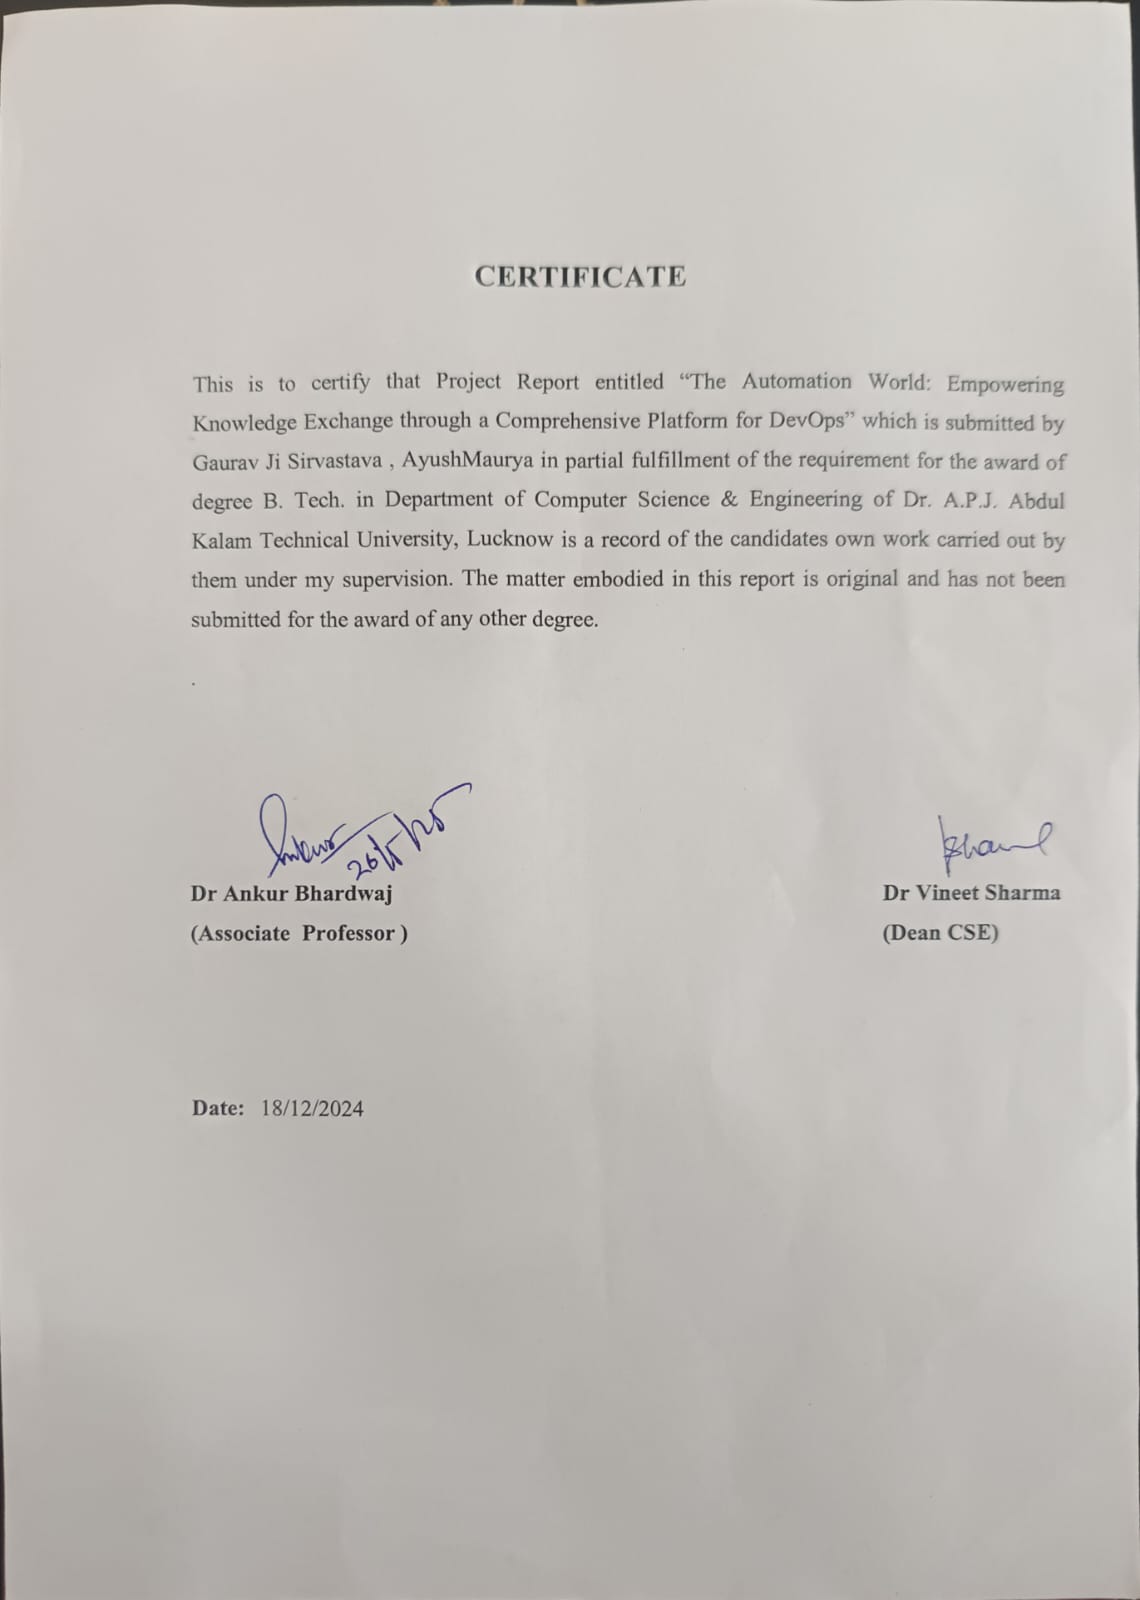 CERTIFICATE
This is to certify that Project Report entitled “The Automation World: Empowering
Knowledge Exchange through a Comprehensive Platform for DevOps” which is submitted by
Gaurav Ji Sirvastava , AyushMaurya in partial fulfillment of the requirement for the award of
degree B. Tech. in Department of Computer Science & Engineering of Dr. A.P.J. Abdul
Kalam Technical University, Lucknow is a record of the candidates own work carried out by
them under my supervision. The matter embodied in this report is original and has not been
submitted for the award of any other degree.
.
26/5/25
Dr Ankur Bhardwaj
(Associate Professor )
Dr Vineet Sharma
(Dean CSE)
Date: 18/12/2024